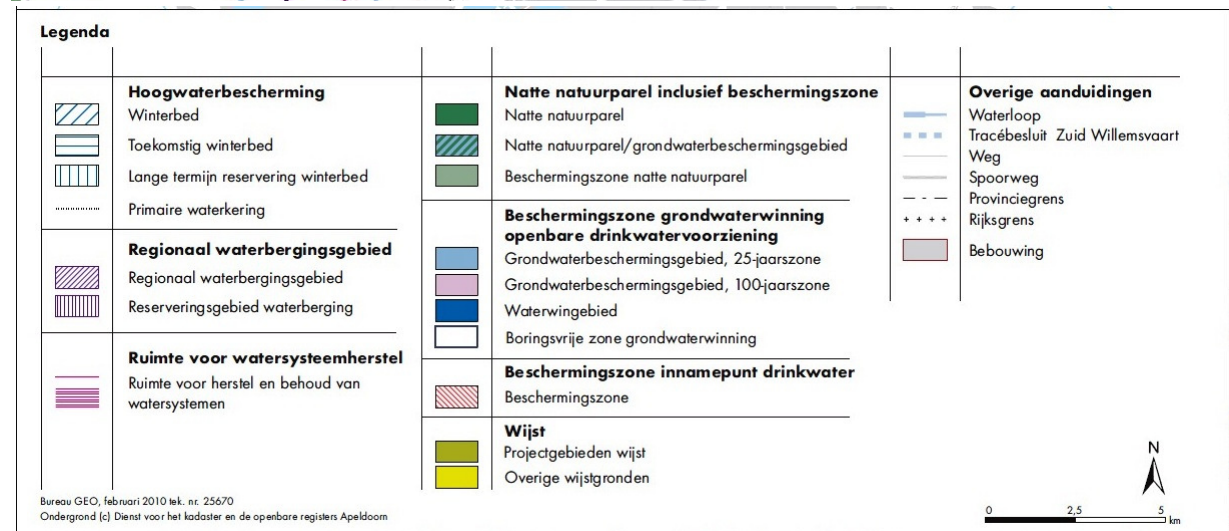 Legenda
Hoogwaterbescherming
Winterbed
Toekomstig winterbed
Lange termijn reservering winterbed
Primaire waterkering
Regionaal waterbergingsgebied
Regionaal waterbergingsgebied
Reserveringsgebied waterberging
Ruimte voor watersysteemherstel
Ruimte voor herstel en behoud van
watersystemen
Natte natuurparel inclusief beschermingszone
Natte natuurparel
Natte natuurparel/grondwaterbeschermingsgebied
Beschermingszone natte natuurparel
Beschermingszone grondwaterwinning
openbare drinkwatervoorziening
Grondwaterbeschermingsgebied, 25-jaarszone
Grondwaterbeschermingsgebied, 100-jaarszone
Waterwingebied
Boringsvrije zone grondwaterwinning
Beschermingszone innamepunt drinkwater
Beschermingszone
Wijst
Projectgebieden wijst
Overige wijstgronden
Overige aanduidingen
Waterloop
Tracébesluit Zuid Willemsvaart
Weg
Spoorweg
Provinciegrens
Rijksgrens
Bebouwing
N
0 2,5 5
km
Bureau GEO, februari 2010 tek. nr. 25670
Ondergrond (c) Dienst voor het kadaster en de openbare registers Apeldoorn